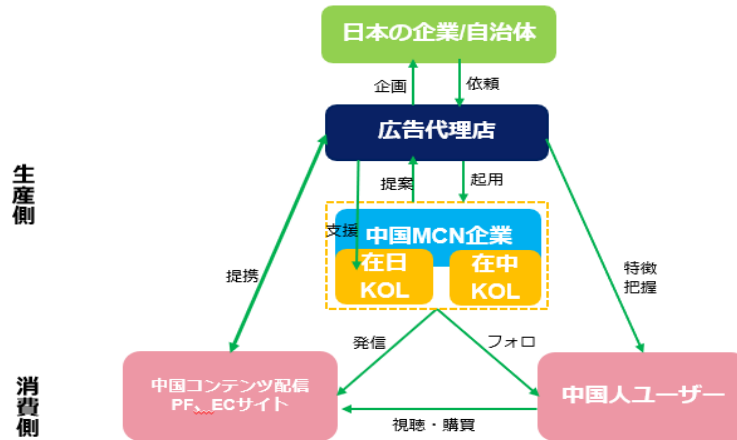 日本の企業/自治体
企画
依頼
広告代理店
生産側
提案
起用
支援
中国MCN企業
在日
KOL
在中
KOL
提携
特徴
把握
発信
フォロ
消費側
中国コンテンツ配信
PF、ECサイト
中国人ユーザー
視聴・購買